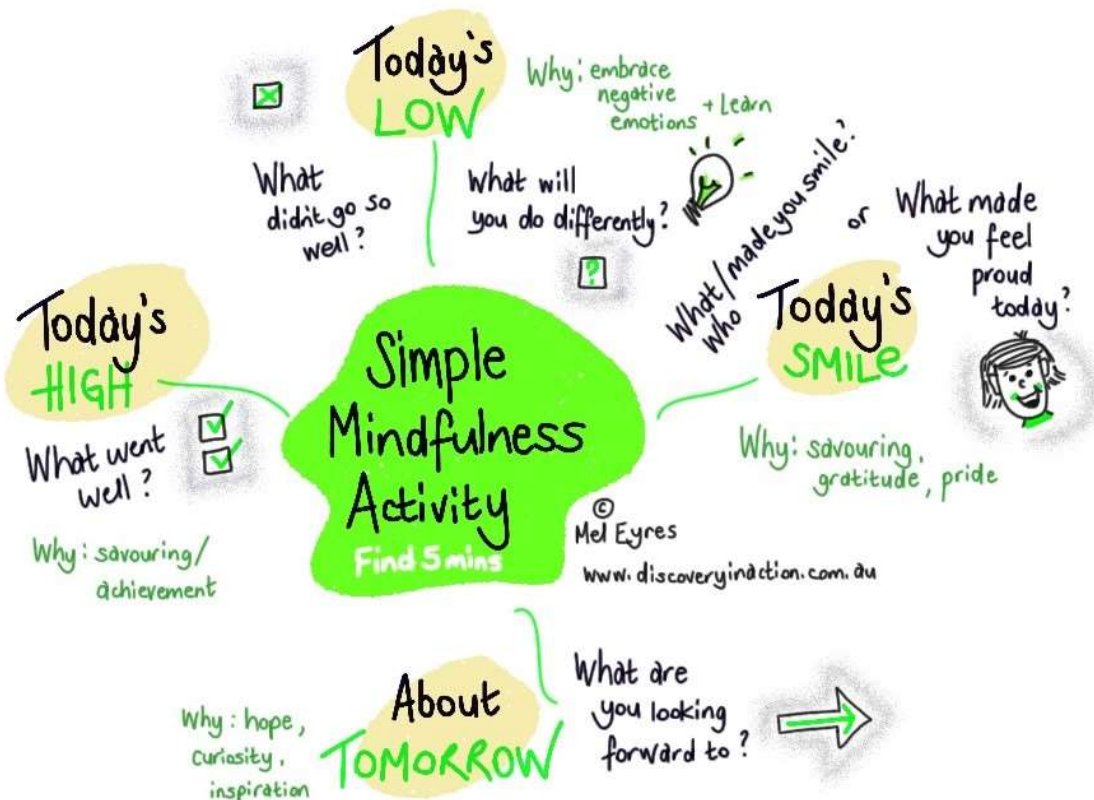 Today's
LOW
Why: embrace
negative
emotions + Learn
What
didn't go so
well?
What will
you do differently?
?
Today's
HIGH
What went
well?
Why: savouring/
achievement
Simple
Mindfulness
Activity
Find 5 mins
What/made you smile?
Who
or
What made
you feel
proud
today?
Today's
SMILE
Why: savouring,
gratitude, pride
©
Mel Eyres
www.discoveryinaction.com.au
About
TOMORROW
Why: hope,
curiosity,
inspiration
What are
you looking
forward to?